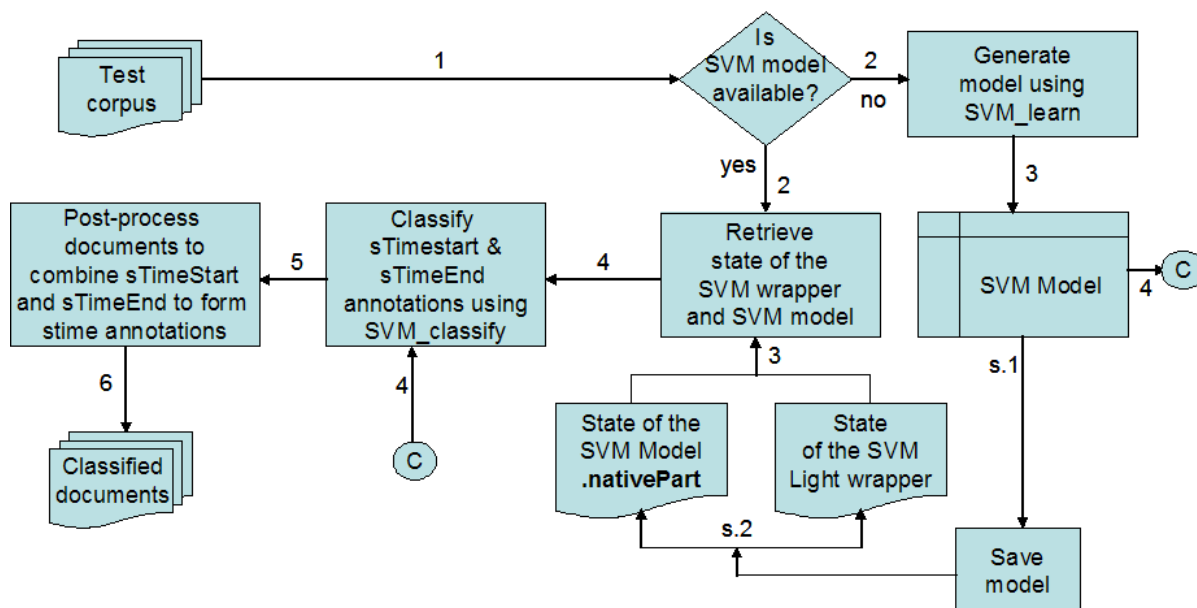 Test
corpus
1
Is
SVM model
available?
2
no
Generate
model using
SVM_learn
yes
2
3
Post-process
documents to
combine sTimeStart
and sTimeEnd to form
stime annotations
5
Classify
sTimestart &
sTimeEnd
annotations using
SVM_classify
4
Retrieve
state of the
SVM wrapper
and SVM model
SVM Model
4
C
6
4
3
s.1
Classified
documents
C
State of the
SVM Model
.nativePart
State
of the SVM
Light wrapper
s.2
Save
model